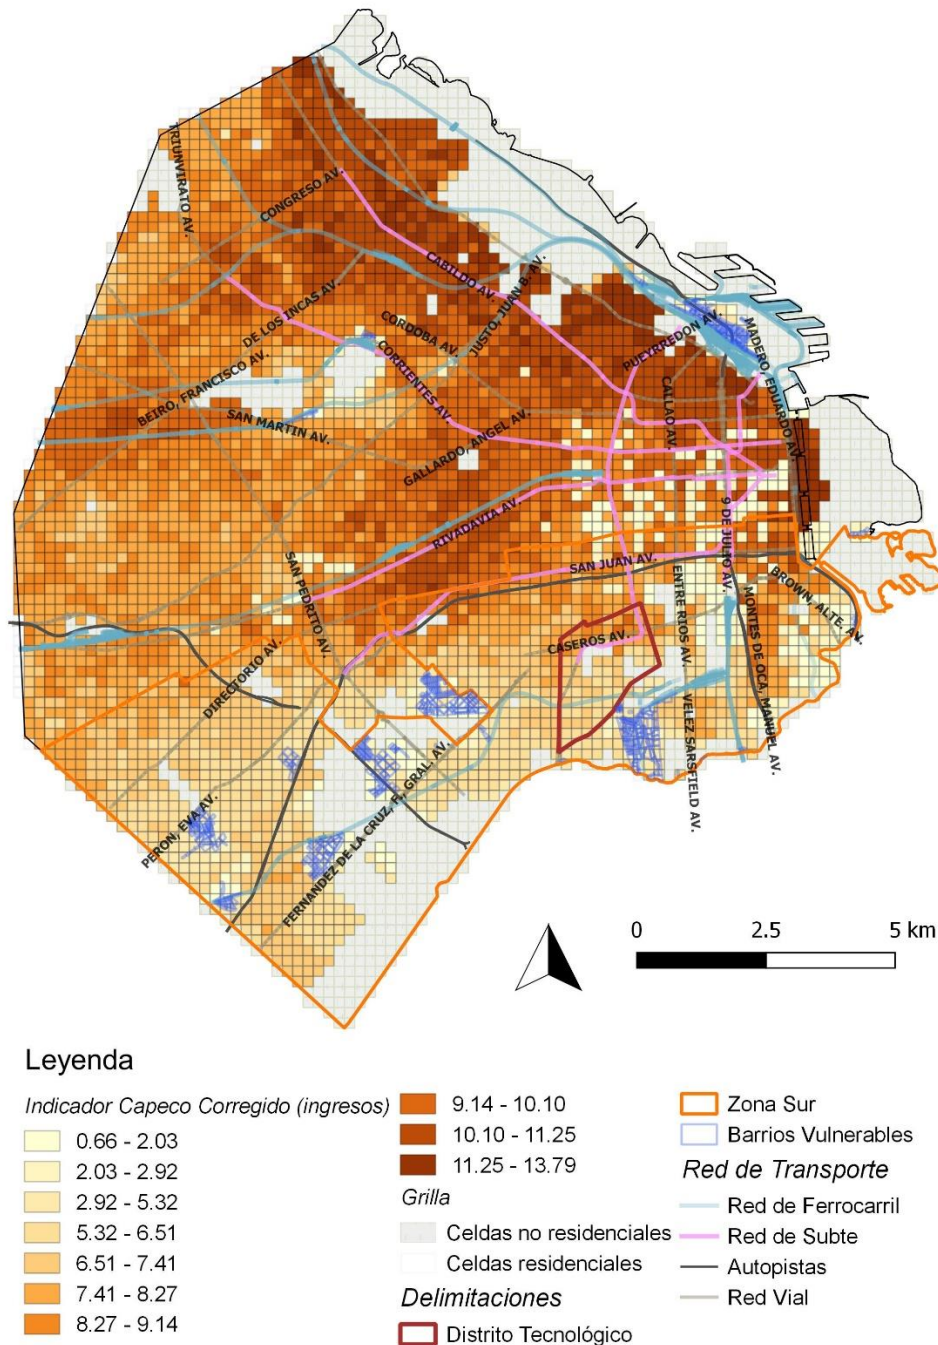 TRIUNVIRATO AV.
CONGRESO AV.
CABILDO AV.
JUSTO, JUAN B. AV.
DE LOS INCAS AV.
CORDOBA AV.
PUEYRREDON AV.
MADERO, EDUARDO AV.
BEIRO, FRANCISCO AV.
CORRIENTES AV.
CALLAO AV.
SAN MARTIN AV.
GALLARDO, ANGEL AV.
RIVADAVIA AV.
9 DE JULIO AV.
SAN PEDRITO AV.
SAN JUAN AV.
ENTRE RIOS AV.
BROWN, ALTE. AV.
MONTES DE OCA, MANUEL AV.
CASEROS AV.
DIRECTORIO AV.
VELEZ SARSFIELD AV.
PERON, EVA AV.
FERNANDEZ DE LA CRUZ, F., GRAL. AV.
0 2.5 5 km
Leyenda
Indicador Capeco Corregido (ingresos)
0.66 - 2.03
2.03 - 2.92
2.92 - 5.32
5.32 - 6.51
6.51 - 7.41
7.41 - 8.27
8.27 - 9.14
9.14 - 10.10
10.10 - 11.25
11.25 - 13.79
Grilla
Celdas no residenciales
Celdas residenciales
Delimitaciones
Distrito Tecnológico
Zona Sur
Barrios Vulnerables
Red de Transporte
Red de Ferrocarril
Red de Subte
Autopistas
Red Vial